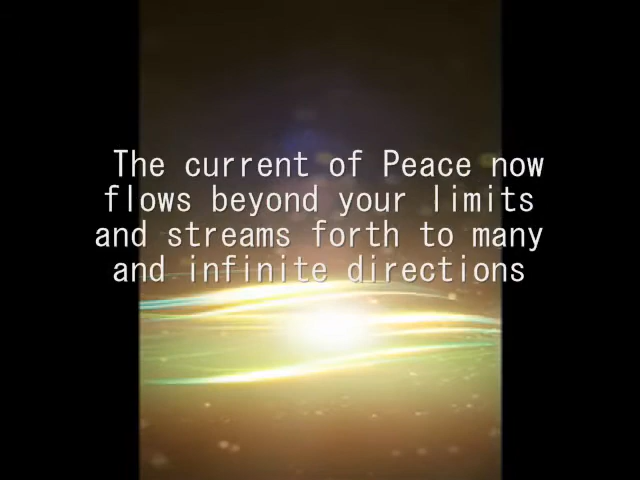 The current of Peace now
flows beyond your limits
and streams forth to many
and infinite directions